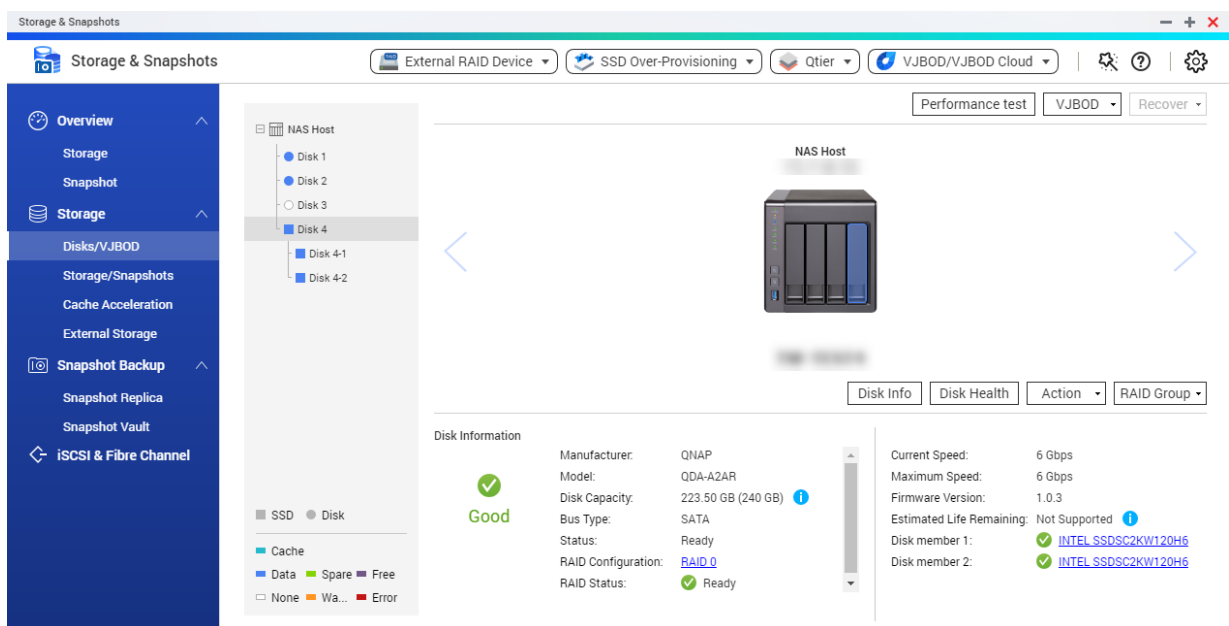 Storage & Snapshots
Storage & Snapshots
External RAID Device
SSD Over-Provisioning
Qtier
VJBOD/VJBOD Cloud
Overview
Storage
Snapshot
Storage
Disks/VJBOD
Storage/Snapshots
Cache Acceleration
External Storage
Snapshot Backup
Snapshot Replica
Snapshot Vault
iSCSI & Fibre Channel
NAS Host
Disk 1
Disk 2
Disk 3
Disk 4
Disk 4-1
Disk 4-2
SSD Disk
Cache
Data Spare Free
None Wa... Error
Performance test VJBOD Recover
NAS Host
Disk Info Disk Health Action RAID Group
Disk Information
Good
Manufacturer: QNAP
Model: QDA-A2AR
Disk Capacity: 223.50 GB (240 GB)
Bus Type: SATA
Status: Ready
RAID Configuration: RAID 0
RAID Status: Ready
Current Speed: 6 Gbps
Maximum Speed: 6 Gbps
Firmware Version: 1.0.3
Estimated Life Remaining: Not Supported
Disk member 1: INTEL SSDSC2KW120H6
Disk member 2: INTEL SSDSC2KW120H6